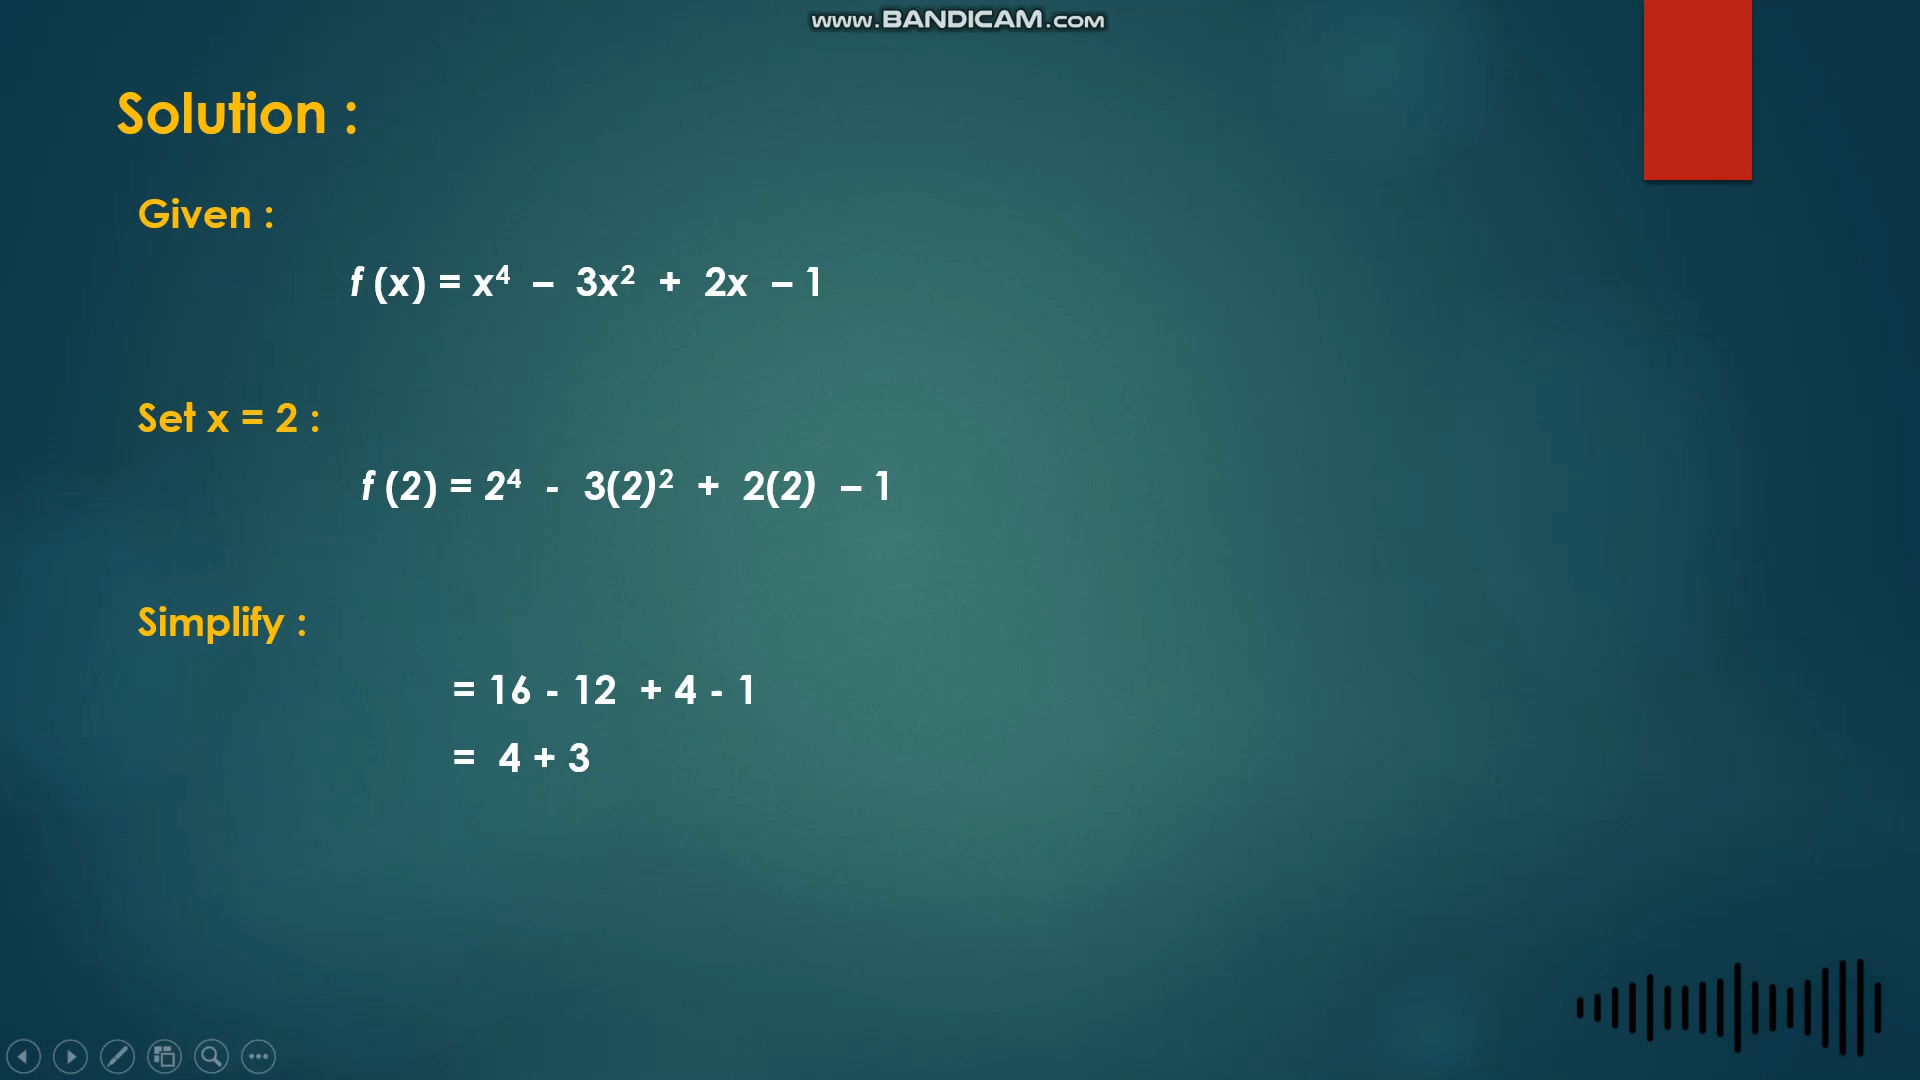 www.BANDICAM.com
Solution :
Given :
f (x) = x⁴ – 3x² + 2x – 1
Set x = 2 :
f (2) = 2⁴ - 3(2)² + 2(2) – 1
Simplify :
= 16 - 12 + 4 - 1
= 4 + 3